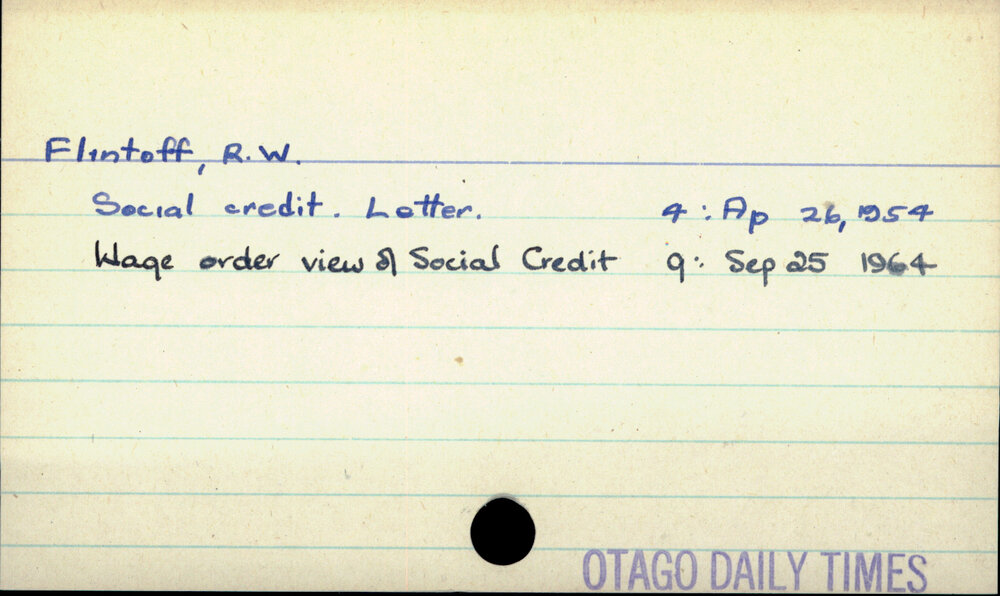 Flintoff, R.W.
Social credit. Letter. 4: Ap 26, 1954
Wage order view of Social Credit 9: Sep 25 1964
OTAGO DAILY TIMES